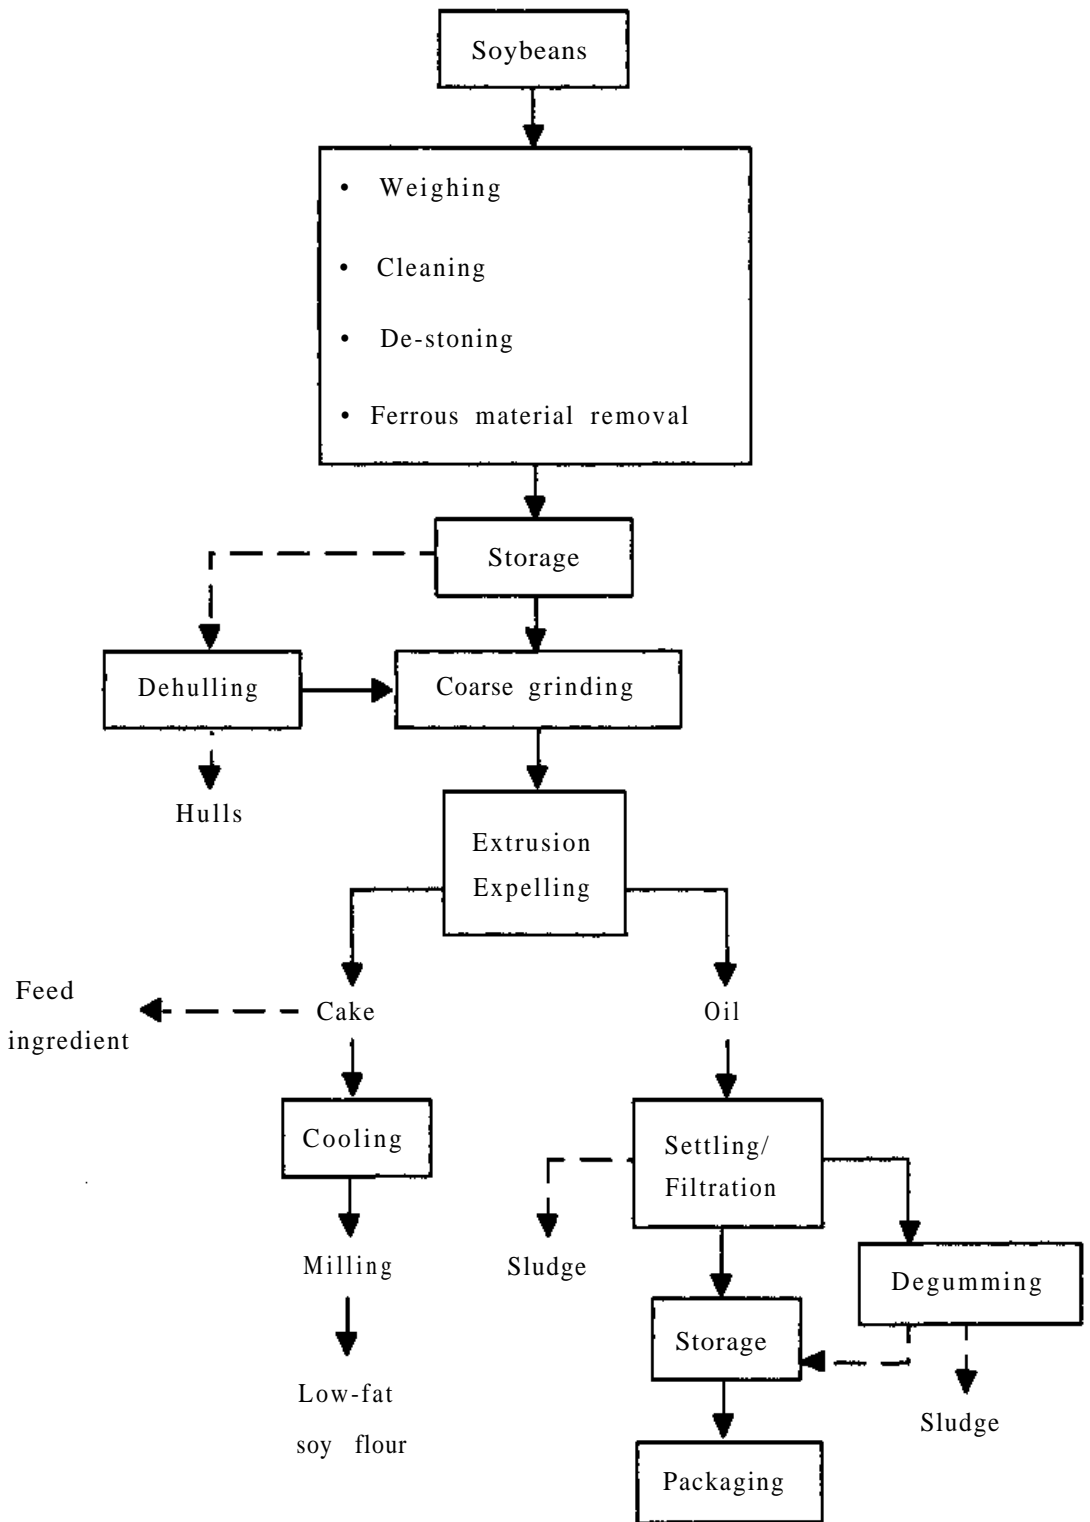 Soybeans
• Weighing
• Cleaning
• De-stoning
• Ferrous material removal
Storage
Dehulling
Coarse grinding
Hulls
Extrusion
Expelling
Feed
ingredient
Cake
Oil
Cooling
Settling/
Filtration
Milling
Sludge
Degumming
Storage
Low-fat
soy flour
Sludge
Packaging